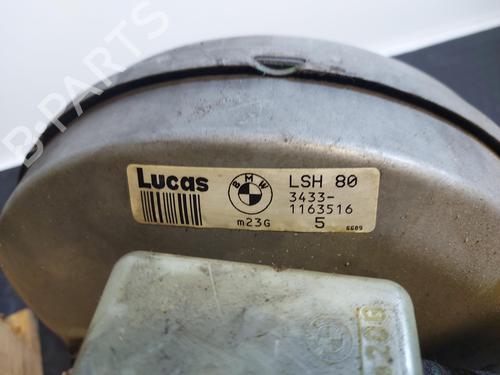 B-PARTS
Lucas
BMW
LSH 80
3433-
1163516
m23G
5
6609